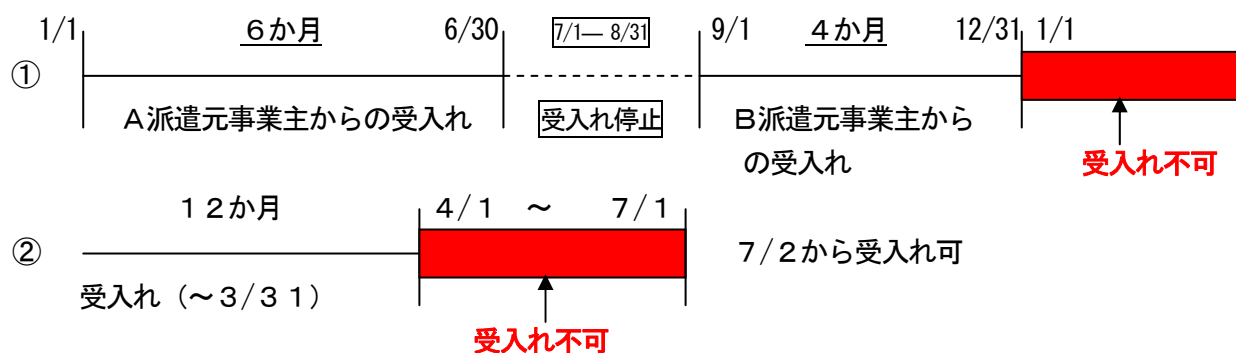 1/1 ６か月 6/30 7/1― 8/31 9/1 ４か月 12/31 1/1
①
Ａ派遣元事業主からの受入れ 受入れ停止 Ｂ派遣元事業主から
の受入れ 受入れ不可
１２か月 ４/１ ～ ７/１
② ７/２から受入れ可
受入れ（～３/３１）
受入れ不可